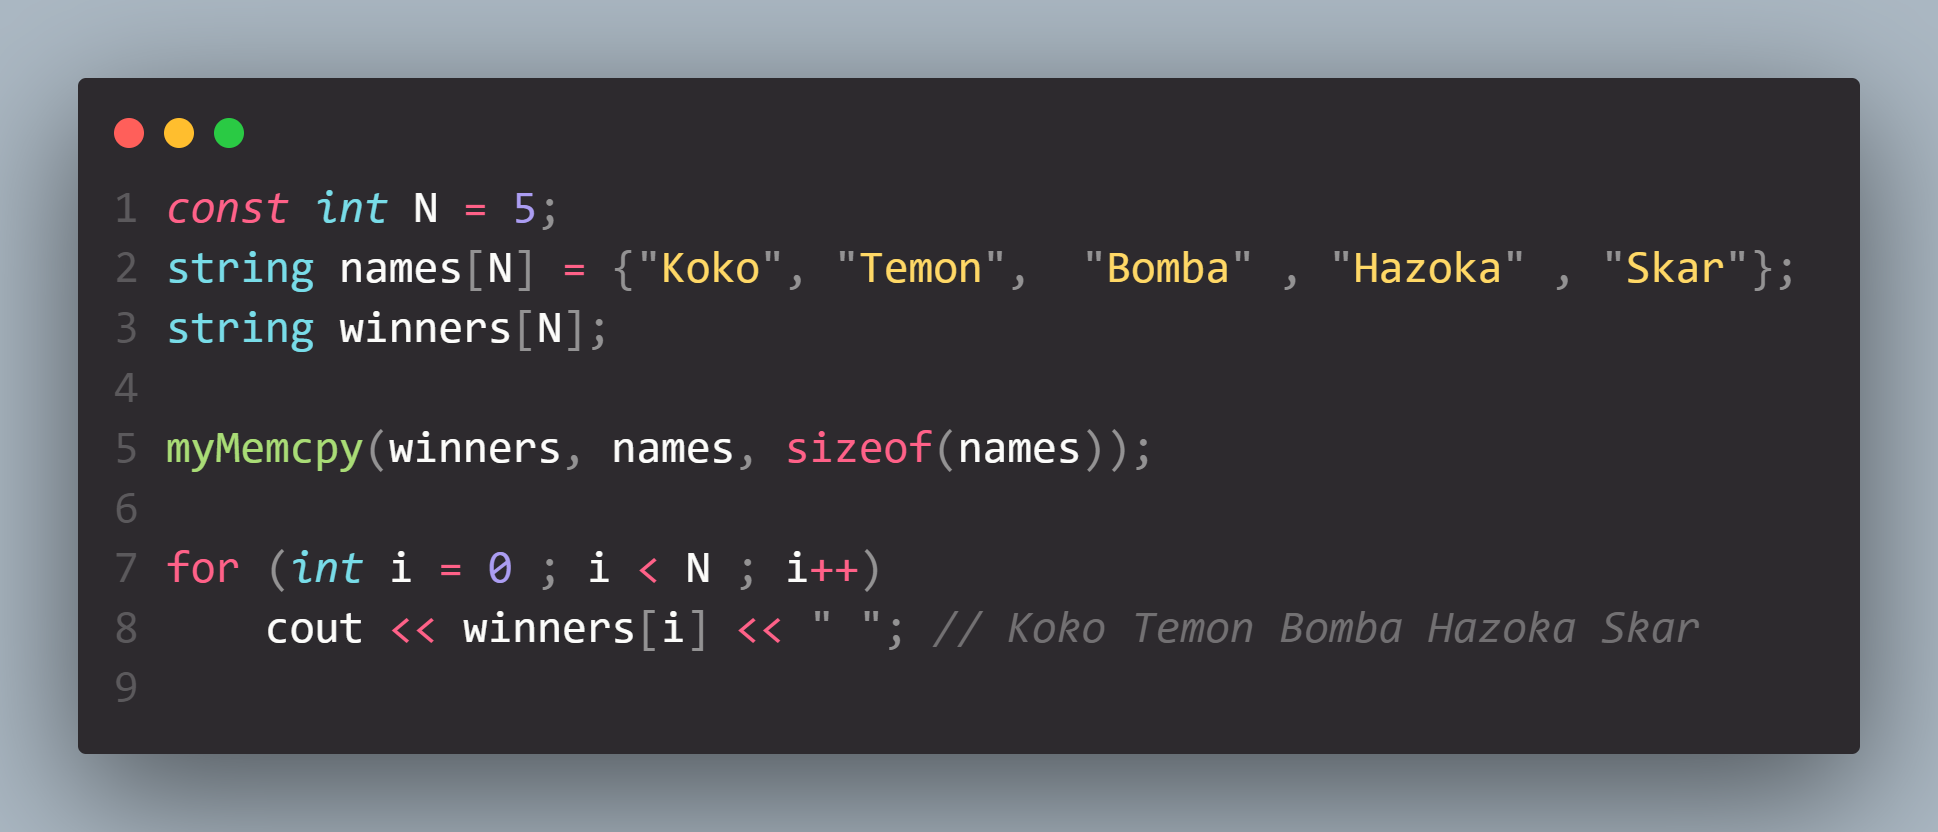 1 const int N = 5;
2 string names[N] = {"Koko", "Temon",  "Bomba" , "Hazoka" , "Skar"};
3 string winners[N];
4
5 myMemcpy(winners, names, sizeof(names));
6
7 for (int i = 0 ; i < N ; i++)
8     cout << winners[i] << " "; // Koko Temon Bomba Hazoka Skar
9